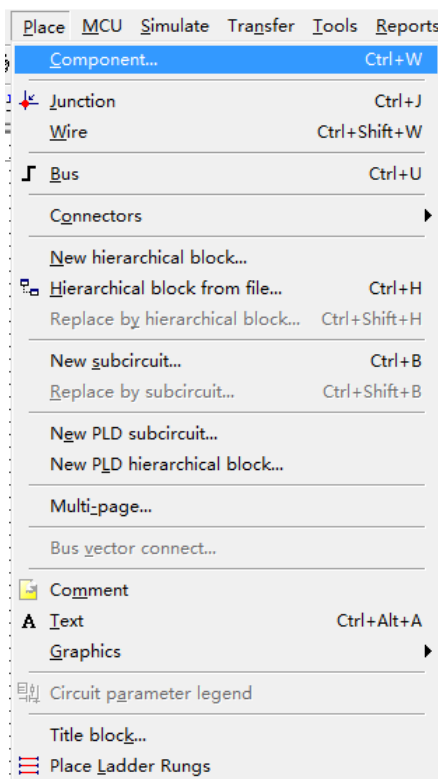 Place MCU Simulate Transfer Tools Reports
Component... Ctrl+W
Junction Ctrl+J
Wire Ctrl+Shift+W
Bus Ctrl+U
Connectors
New hierarchical block...
Hierarchical block from file... Ctrl+H
Replace by hierarchical block... Ctrl+Shift+H
New subcircuit... Ctrl+B
Replace by subcircuit... Ctrl+Shift+B
New PLD subcircuit...
New PLD hierarchical block...
Multi-page...
Bus vector connect...
Comment
A Text Ctrl+Alt+A
Graphics
Circuit parameter legend
Title block...
Place Ladder Rungs